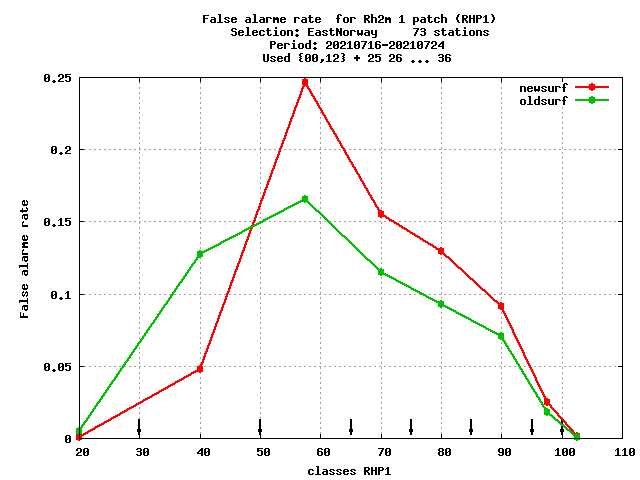 False alarme rate  for Rh2m 1 patch (RHP1)
Selection: EastNorway     73 stations
Period: 20210716-20210724
Used {00,12} + 25 26 ... 36
newsurf
oldsurf
0.25
0.2
0.15
0.1
0.05
0
False alarme rate
20 30 40 50 60 70 80 90 100 110
classes RHP1